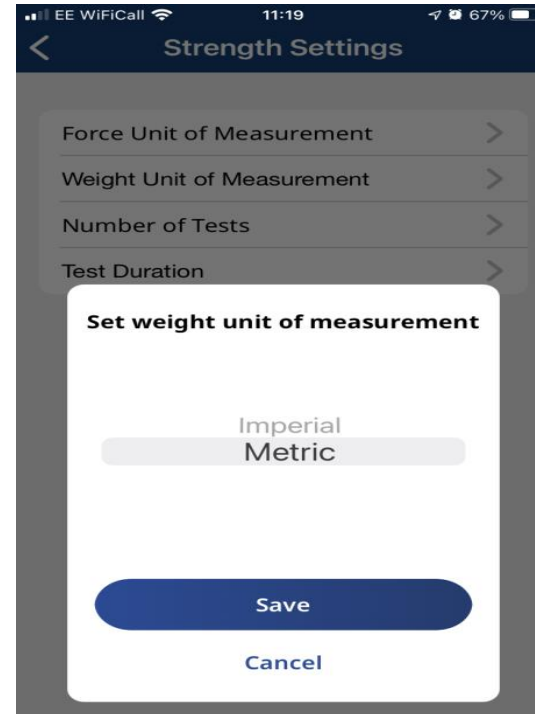 EE WiFiCall 11:19 67%
Strength Settings
Force Unit of Measurement
Weight Unit of Measurement
Number of Tests
Test Duration
Set weight unit of measurement
Imperial
Metric
Save
Cancel